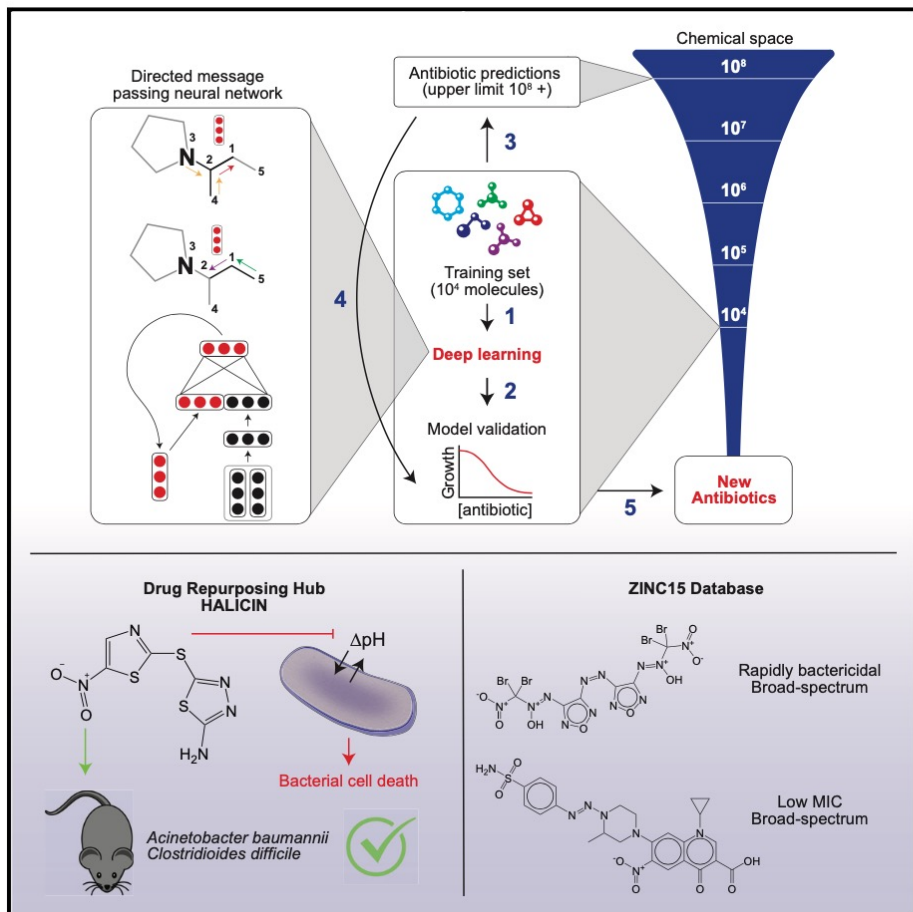 Chemical space
10⁸
10⁷
10⁶
10⁵
10⁴
Directed message
passing neural network
3
N
2
1
5
4
3
N
2
1
5
4
Antibiotic predictions
(upper limit 10⁸ +)
3
Training set
(10⁴ molecules)
1
4
Deep learning
2
Model validation
Growth
[antibiotic]
5
New
Antibiotics
Drug Repurposing Hub
HALICIN
N
S
S
O⁻
N⁺
O
N
N
S
H₂N
ΔpH
Bacterial cell death
Acinetobacter baumannii
Clostridioides difficile
ZINC15 Database
Br
Br
O
N⁺
O⁻
N
N⁺
OH
N
N
Br
Br
O
N⁺
⁻O
N⁺
N
OH
N
N
O
N
N
O
Rapidly bactericidal
Broad-spectrum
H₂N
O
S
O
N
N
N
N
N
O
N⁺
O⁻
O
O
OH
Low MIC
Broad-spectrum